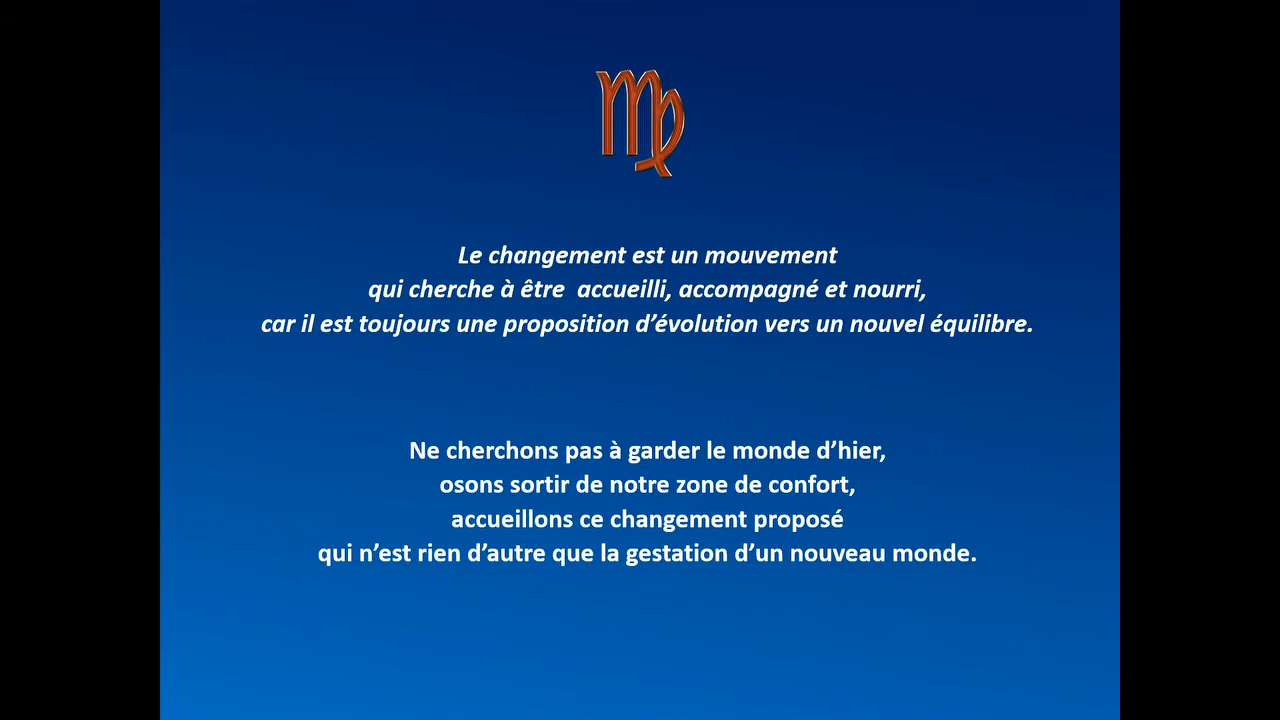 Le changement est un mouvement
qui cherche à être  accueilli, accompagné et nourri,
car il est toujours une proposition d’évolution vers un nouvel équilibre.
Ne cherchons pas à garder le monde d’hier,
osons sortir de notre zone de confort,
accueillons ce changement proposé
qui n’est rien d’autre que la gestation d’un nouveau monde.